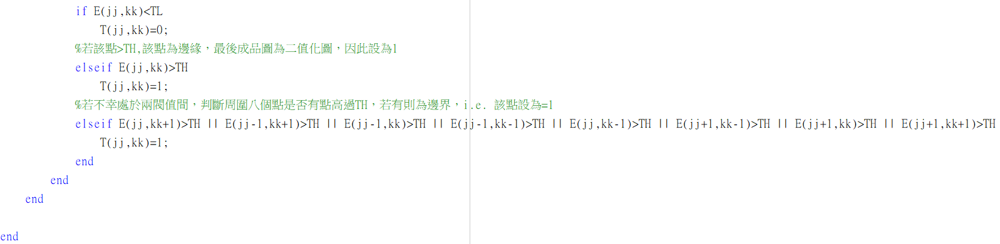 if E(jj,kk)<TL
T(jj,kk)=0;
%若該點>TH,該點為邊緣，最後成品圖為二值化圖，因此設為1
elseif E(jj,kk)>TH
T(jj,kk)=1;
%若不幸處於兩閥值間，判斷周圍八個點是否有點高過TH，若有則為邊界，i.e. 該點設為=1
elseif E(jj,kk+1)>TH || E(jj-1,kk+1)>TH || E(jj-1,kk)>TH || E(jj-1,kk-1)>TH || E(jj,kk-1)>TH || E(jj+1,kk-1)>TH || E(jj+1,kk)>TH || E(jj+1,kk+1)>TH
T(jj,kk)=1;
end
end
end
end